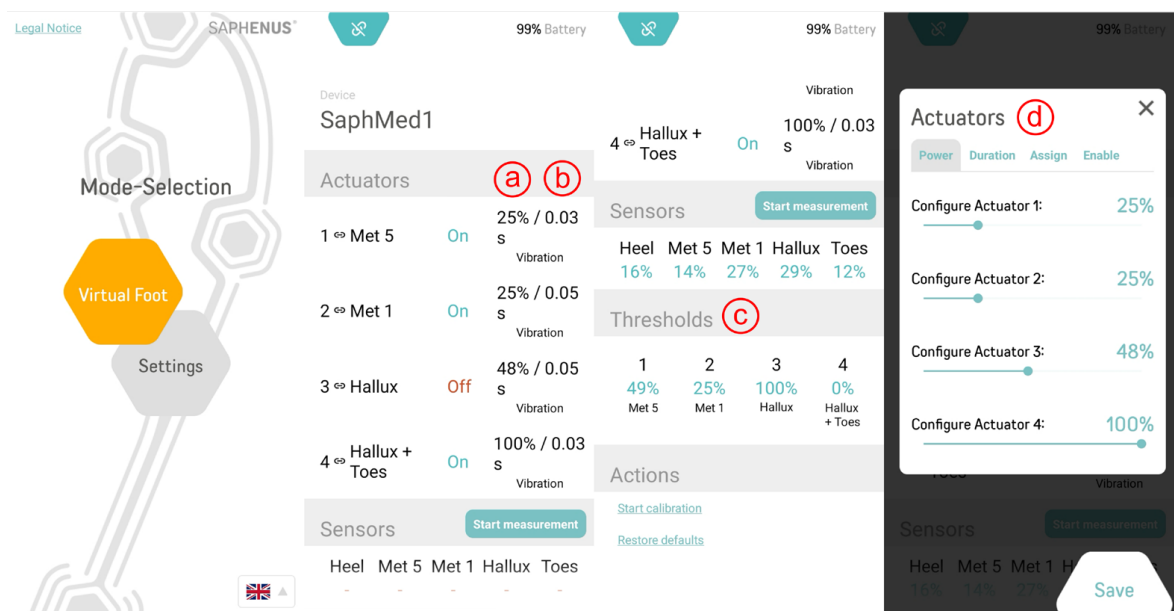 Legal Notice
SAPHENUS®
Mode-Selection
Virtual Foot
Settings
99% Battery
Device
SaphMed1
Actuators
a
b
1 Met 5
On
25% / 0.03
s
Vibration
2 Met 1
On
25% / 0.05
s
Vibration
3 Hallux
Off
48% / 0.05
s
Vibration
4 Hallux +
Toes
On
100% / 0.03
s
Vibration
Sensors
Start measurement
Heel Met 5 Met 1 Hallux Toes
- - - - -
99% Battery
Vibration
4 Hallux +
Toes
On
100% / 0.03
s
Vibration
Sensors
Start measurement
Heel Met 5 Met 1 Hallux Toes
16% 14% 27% 29% 12%
Thresholds
c
1 2 3 4
49% 25% 100% 0%
Met 5 Met 1 Hallux Hallux
+ Toes
Actions
Start calibration
Restore defaults
99% Battery
Actuators
d
Power Duration Assign Enable
Configure Actuator 1: 25%
Configure Actuator 2: 25%
Configure Actuator 3: 48%
Configure Actuator 4: 100%
Vibration
Sensors
Start measurement
Heel Met 5 Met
16% 14% 27%
Save